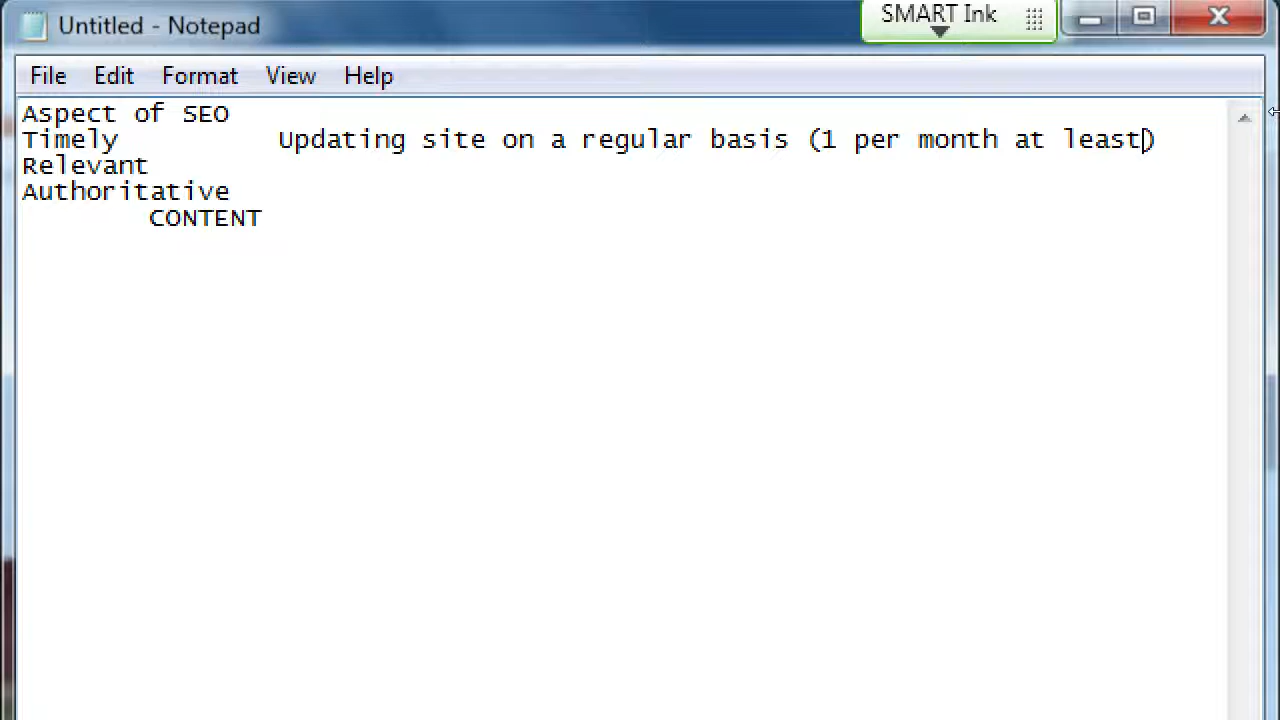 Untitled - Notepad
SMART Ink
File Edit Format View Help
Aspect of SEO
Timely Updating site on a regular basis (1 per month at least)
Relevant
Authoritative
CONTENT